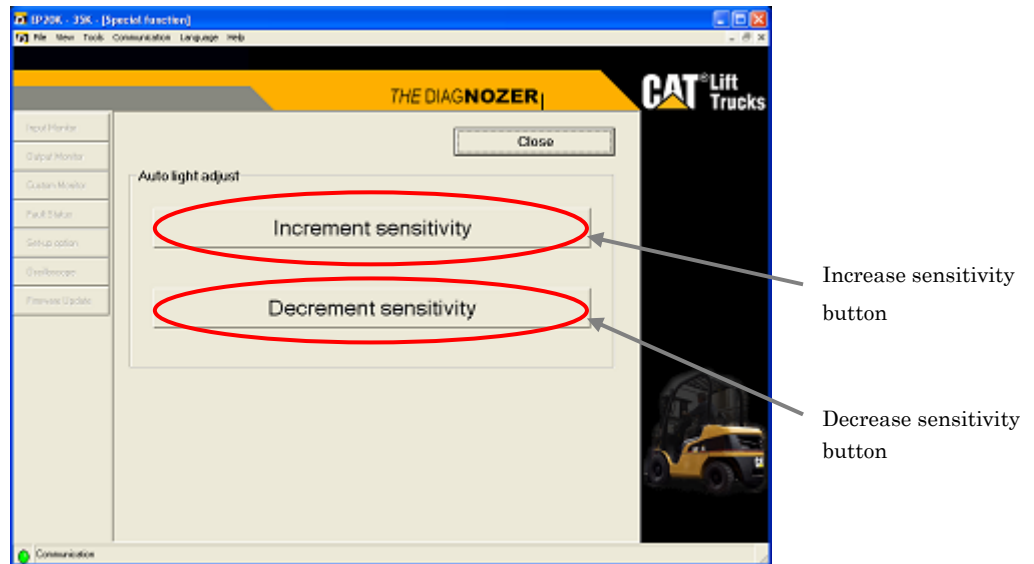 EP20K - 35K - [Special function]
File View Tools Communication Language Help
THE DIAGNOZER
CAT® Lift Trucks
Input Monitor
Output Monitor
Custom Monitor
Fault Status
Set-up option
Oscilloscope
Firmware Update
Close
Auto light adjust
Increment sensitivity
Decrement sensitivity
Increase sensitivity
button
Decrease sensitivity
button
Communication